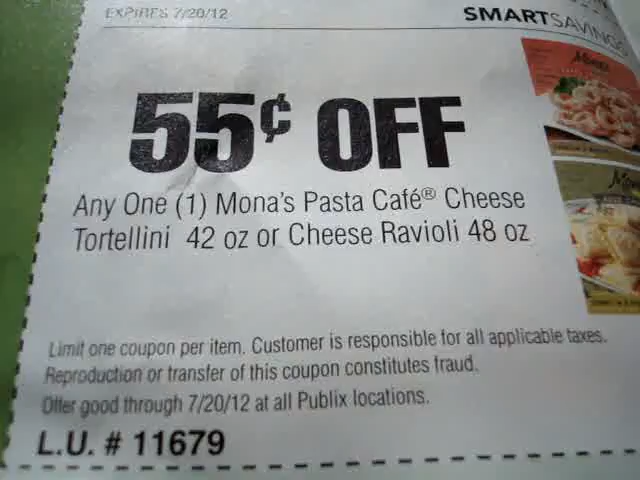 EXPIRES 7/20/12
SMARTSAVINGS
55¢ OFF
Any One (1) Mona's Pasta Café® Cheese
Tortellini 42 oz or Cheese Ravioli 48 oz
Limit one coupon per item. Customer is responsible for all applicable taxes.
Reproduction or transfer of this coupon constitutes fraud.
Offer good through 7/20/12 at all Publix locations.
L.U. # 11679
Mona's